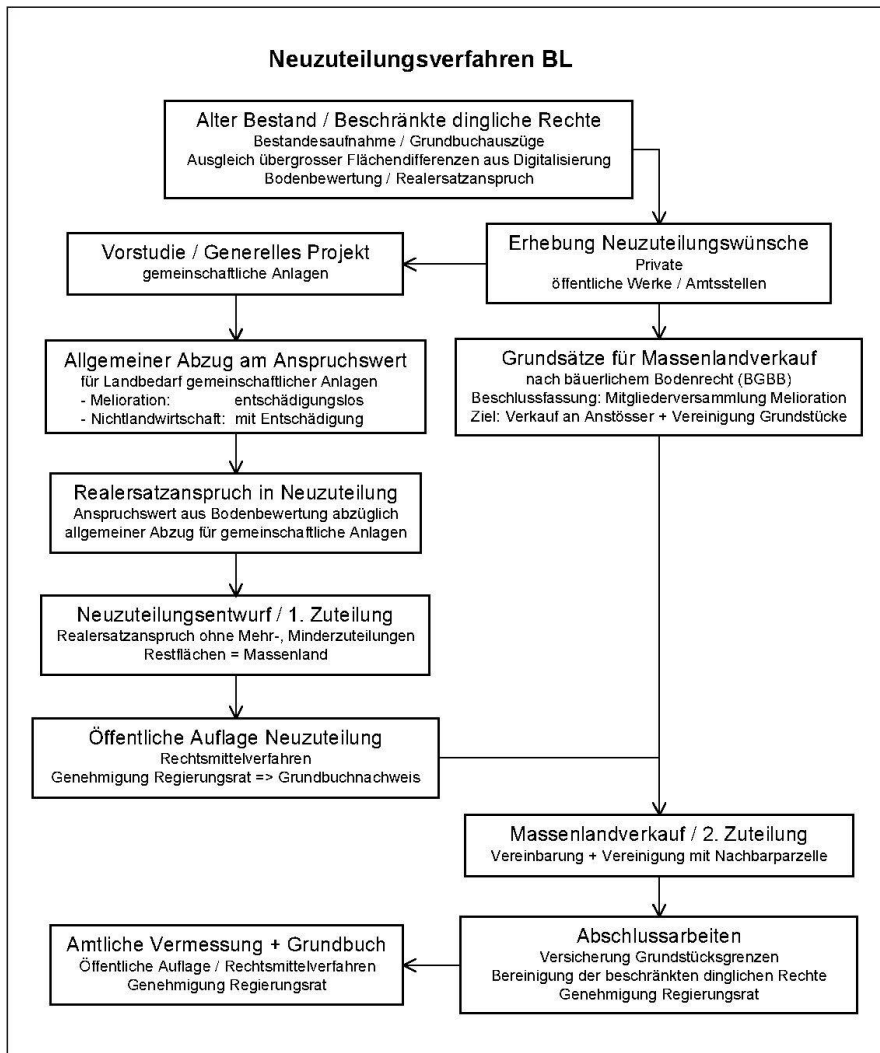 Neuzuteilungsverfahren BL
Alter Bestand / Beschränkte dingliche Rechte
Bestandesaufnahme / Grundbuchauszüge
Ausgleich übergrosser Flächendifferenzen aus Digitalisierung
Bodenbewertung / Realersatzanspruch
Erhebung Neuzuteilungswünsche
Private
öffentliche Werke / Amtsstellen
Vorstudie / Generelles Projekt
gemeinschaftliche Anlagen
Allgemeiner Abzug am Anspruchswert
für Landbedarf gemeinschaftlicher Anlagen
- Melioration: entschädigungslos
- Nichtlandwirtschaft: mit Entschädigung
Grundsätze für Massenlandverkauf
nach bäuerlichem Bodenrecht (BGBB)
Beschlussfassung: Mitgliederversammlung Melioration
Ziel: Verkauf an Anstösser + Vereinigung Grundstücke
Realersatzanspruch in Neuzuteilung
Anspruchswert aus Bodenbewertung abzüglich
allgemeiner Abzug für gemeinschaftliche Anlagen
Neuzuteilungsentwurf / 1. Zuteilung
Realersatzanspruch ohne Mehr-, Minderzuteilungen
Restflächen = Massenland
Öffentliche Auflage Neuzuteilung
Rechtsmittelverfahren
Genehmigung Regierungsrat => Grundbuchnachweis
Massenlandverkauf / 2. Zuteilung
Vereinbarung + Vereinigung mit Nachbarparzelle
Abschlussarbeiten
Versicherung Grundstücksgrenzen
Bereinigung der beschränkten dinglichen Rechte
Genehmigung Regierungsrat
Amtliche Vermessung + Grundbuch
Öffentliche Auflage / Rechtsmittelverfahren
Genehmigung Regierungsrat